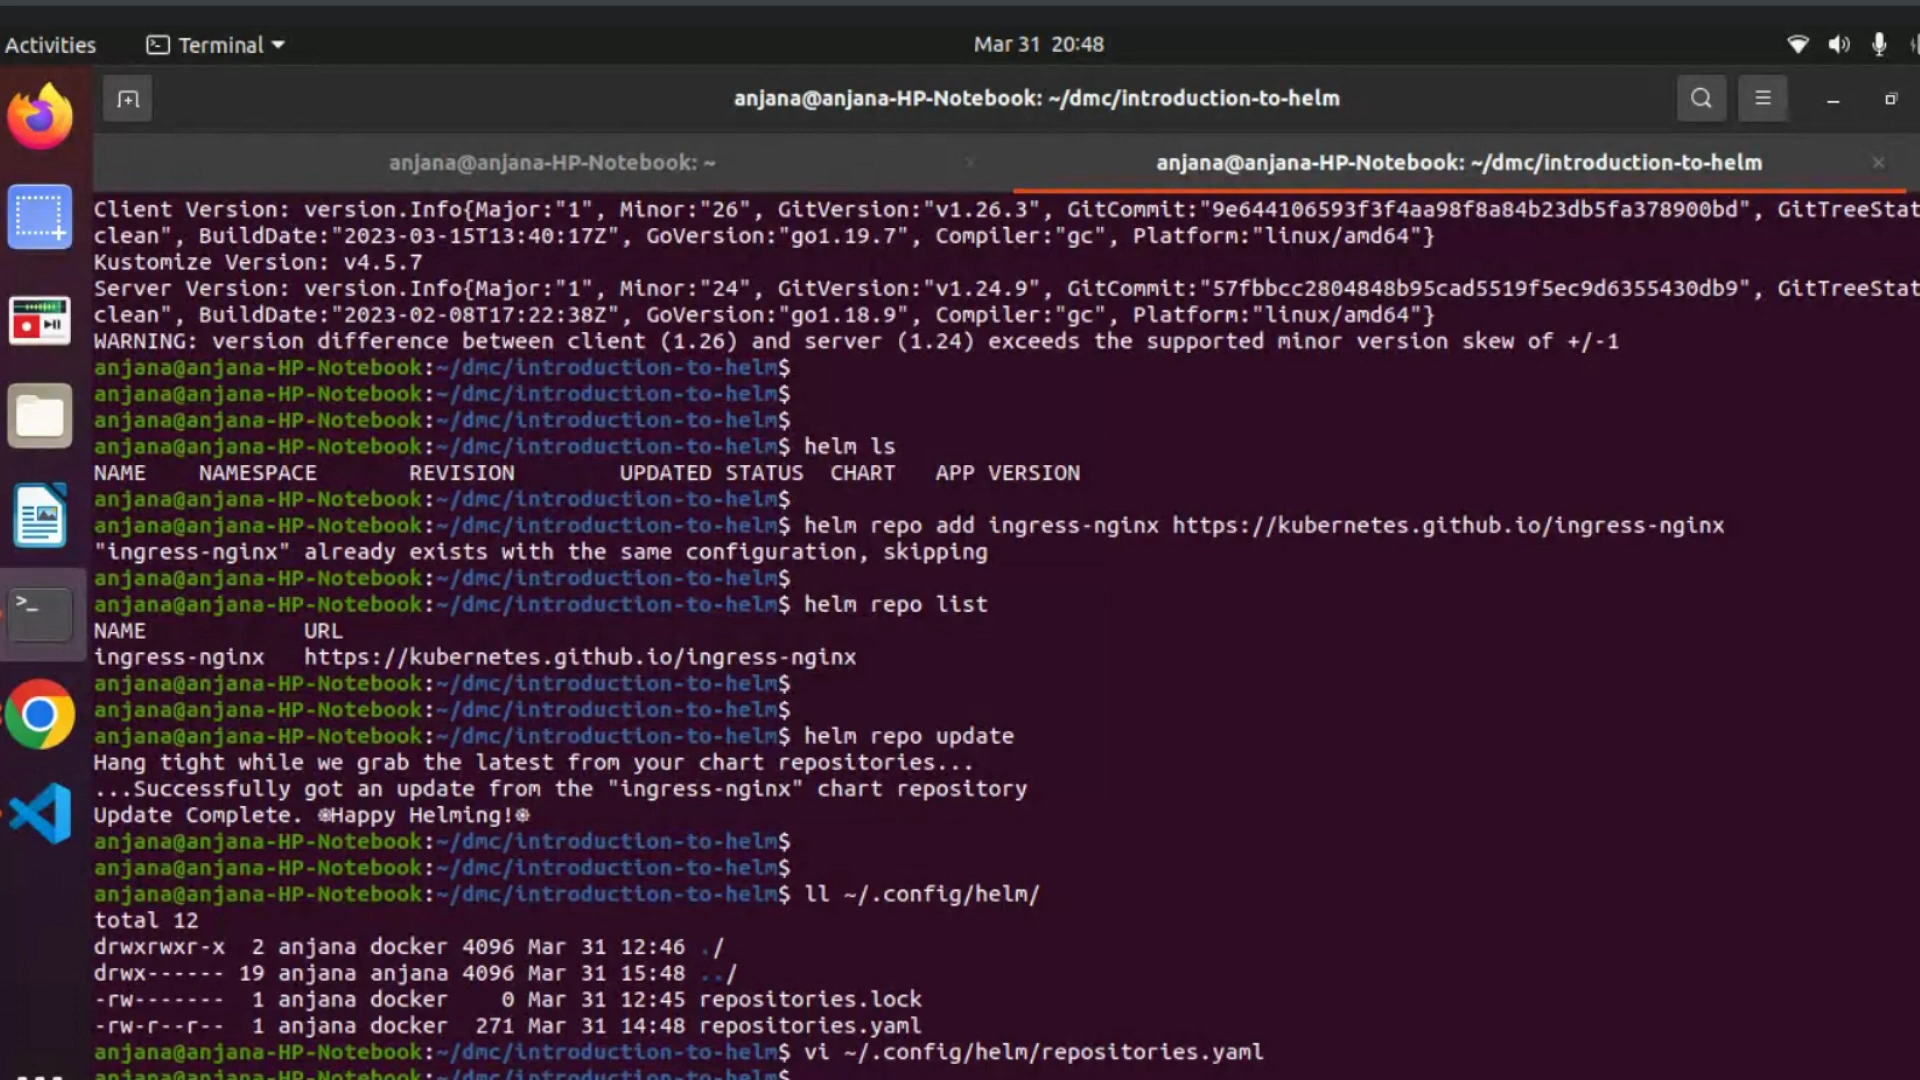 Activities
Terminal
Mar 31 20:48
anjana@anjana-HP-Notebook: ~/dmc/introduction-to-helm
anjana@anjana-HP-Notebook: ~
anjana@anjana-HP-Notebook: ~/dmc/introduction-to-helm
Client Version: version.Info{Major:"1", Minor:"26", GitVersion:"v1.26.3", GitCommit:"9e644106593f3f4aa98f8a84b23db5fa378900bd", GitTreeStat
clean", BuildDate:"2023-03-15T13:40:17Z", GoVersion:"go1.19.7", Compiler:"gc", Platform:"linux/amd64"}
Kustomize Version: v4.5.7
Server Version: version.Info{Major:"1", Minor:"24", GitVersion:"v1.24.9", GitCommit:"57fbbcc2804848b95cad5519f5ec9d6355430db9", GitTreeStat
clean", BuildDate:"2023-02-08T17:22:38Z", GoVersion:"go1.18.9", Compiler:"gc", Platform:"linux/amd64"}
WARNING: version difference between client (1.26) and server (1.24) exceeds the supported minor version skew of +/-1
anjana@anjana-HP-Notebook:~/dmc/introduction-to-helm$
anjana@anjana-HP-Notebook:~/dmc/introduction-to-helm$
anjana@anjana-HP-Notebook:~/dmc/introduction-to-helm$
anjana@anjana-HP-Notebook:~/dmc/introduction-to-helm$ helm ls
NAME NAMESPACE REVISION UPDATED STATUS CHART APP VERSION
anjana@anjana-HP-Notebook:~/dmc/introduction-to-helm$
anjana@anjana-HP-Notebook:~/dmc/introduction-to-helm$ helm repo add ingress-nginx https://kubernetes.github.io/ingress-nginx
"ingress-nginx" already exists with the same configuration, skipping
anjana@anjana-HP-Notebook:~/dmc/introduction-to-helm$
anjana@anjana-HP-Notebook:~/dmc/introduction-to-helm$ helm repo list
NAME URL
ingress-nginx https://kubernetes.github.io/ingress-nginx
anjana@anjana-HP-Notebook:~/dmc/introduction-to-helm$
anjana@anjana-HP-Notebook:~/dmc/introduction-to-helm$
anjana@anjana-HP-Notebook:~/dmc/introduction-to-helm$ helm repo update
Hang tight while we grab the latest from your chart repositories...
...Successfully got an update from the "ingress-nginx" chart repository
Update Complete. ⎈Happy Helming!⎈
anjana@anjana-HP-Notebook:~/dmc/introduction-to-helm$
anjana@anjana-HP-Notebook:~/dmc/introduction-to-helm$
anjana@anjana-HP-Notebook:~/dmc/introduction-to-helm$ ll ~/.config/helm/
total 12
drwxrwxr-x 2 anjana docker 4096 Mar 31 12:46 ./
drwx------ 19 anjana anjana 4096 Mar 31 15:48 ../
-rw------- 1 anjana docker 0 Mar 31 12:45 repositories.lock
-rw-r--r-- 1 anjana docker 271 Mar 31 14:48 repositories.yaml
anjana@anjana-HP-Notebook:~/dmc/introduction-to-helm$ vi ~/.config/helm/repositories.yaml
anjana@anjana-HP-Notebook:~/dmc/introduction-to-helm$